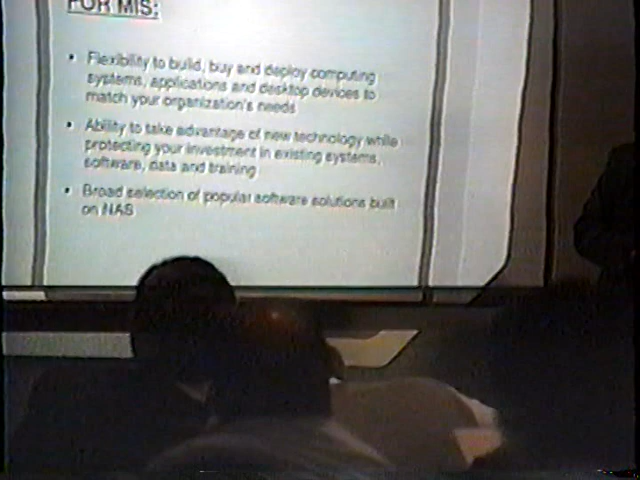 FOR MIS:
• Flexibility to build, buy and deploy computing
systems, applications and desktop devices to
match your organization's needs
• Ability to take advantage of new technology while
protecting your investment in existing systems,
software, data and training
• Broad selection of popular software solutions built
on NAS